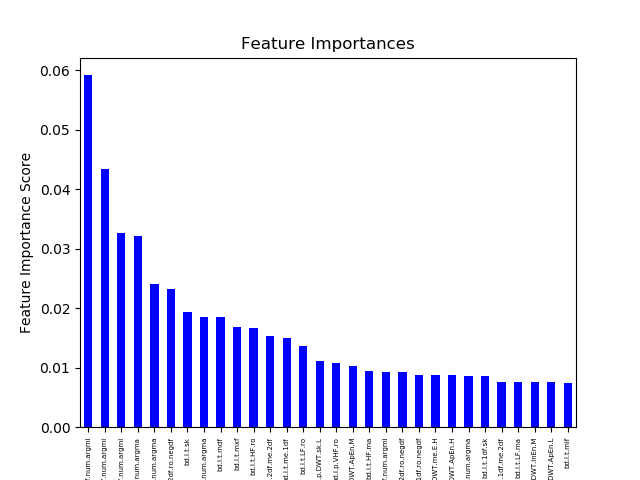 Feature Importances
Feature Importance Score
0.06
0.05
0.04
0.03
0.02
0.01
0.00
.num.argmi
.num.argmi
.num.argmi
.num.argma
.num.argma
2df.ro.negdf
bd.l.t.sk
.num.argma
bd.l.t.mdf
bd.l.t.mxf
bd.l.t.HF.ro
.2df.me.2df
d.l.t.me.1df
bd.l.t.LF.ro
.p.DWT.sk.L
d.l.p.VHF.ro
DWT.ApEn.M
bd.l.t.HF.ma
.num.argmi
2df.ro.negdf
1df.ro.negdf
DWT.me.E.H
DWT.ApEn.H
.num.argma
bd.l.t.1df.sk
.1df.me.2df
bd.l.t.LF.ma
DWT.InEn.M
DWT.ApEn.L
bd.l.t.mif